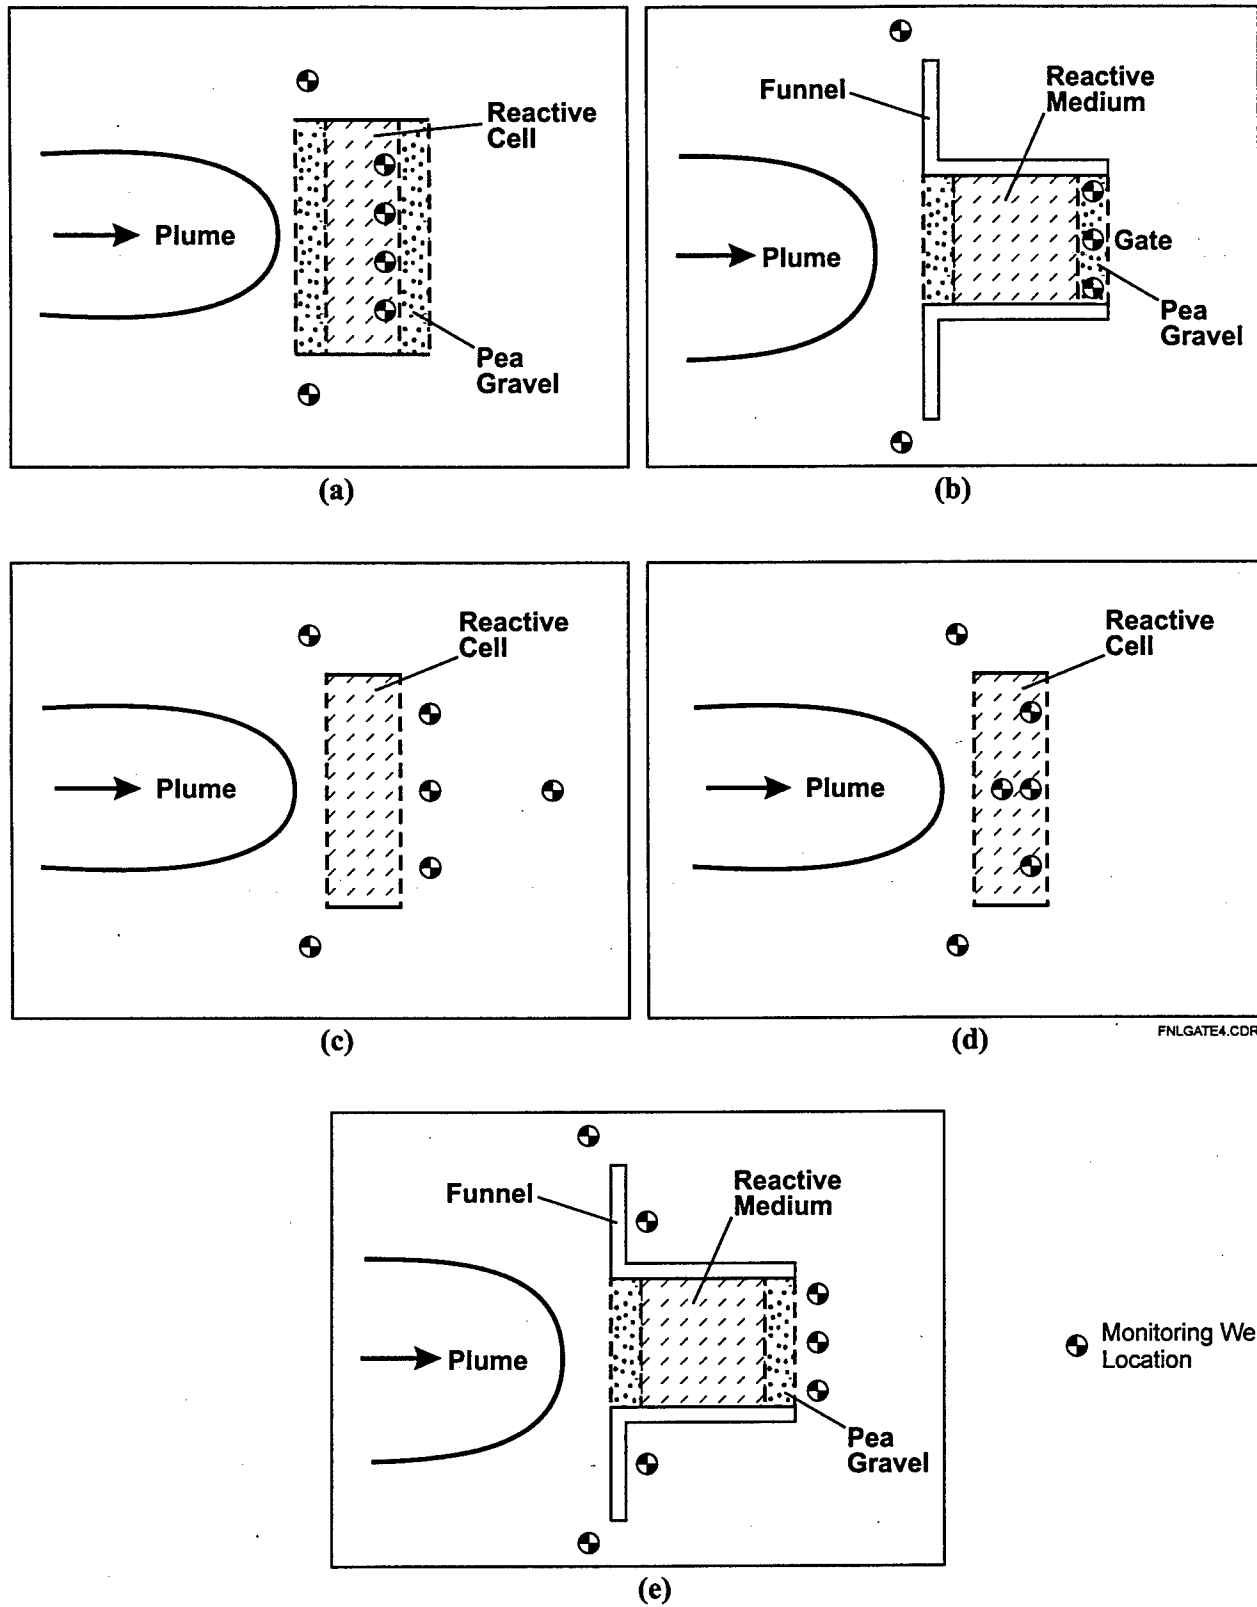 Reactive
Cell
Plume
Pea
Gravel
(a)
Funnel
Reactive
Medium
Plume
Gate
Pea
Gravel
(b)
Reactive
Cell
Plume
(c)
Reactive
Cell
Plume
(d)
FNLGATE4.CDR
Funnel
Reactive
Medium
Plume
Pea
Gravel
(e)
Monitoring We
Location